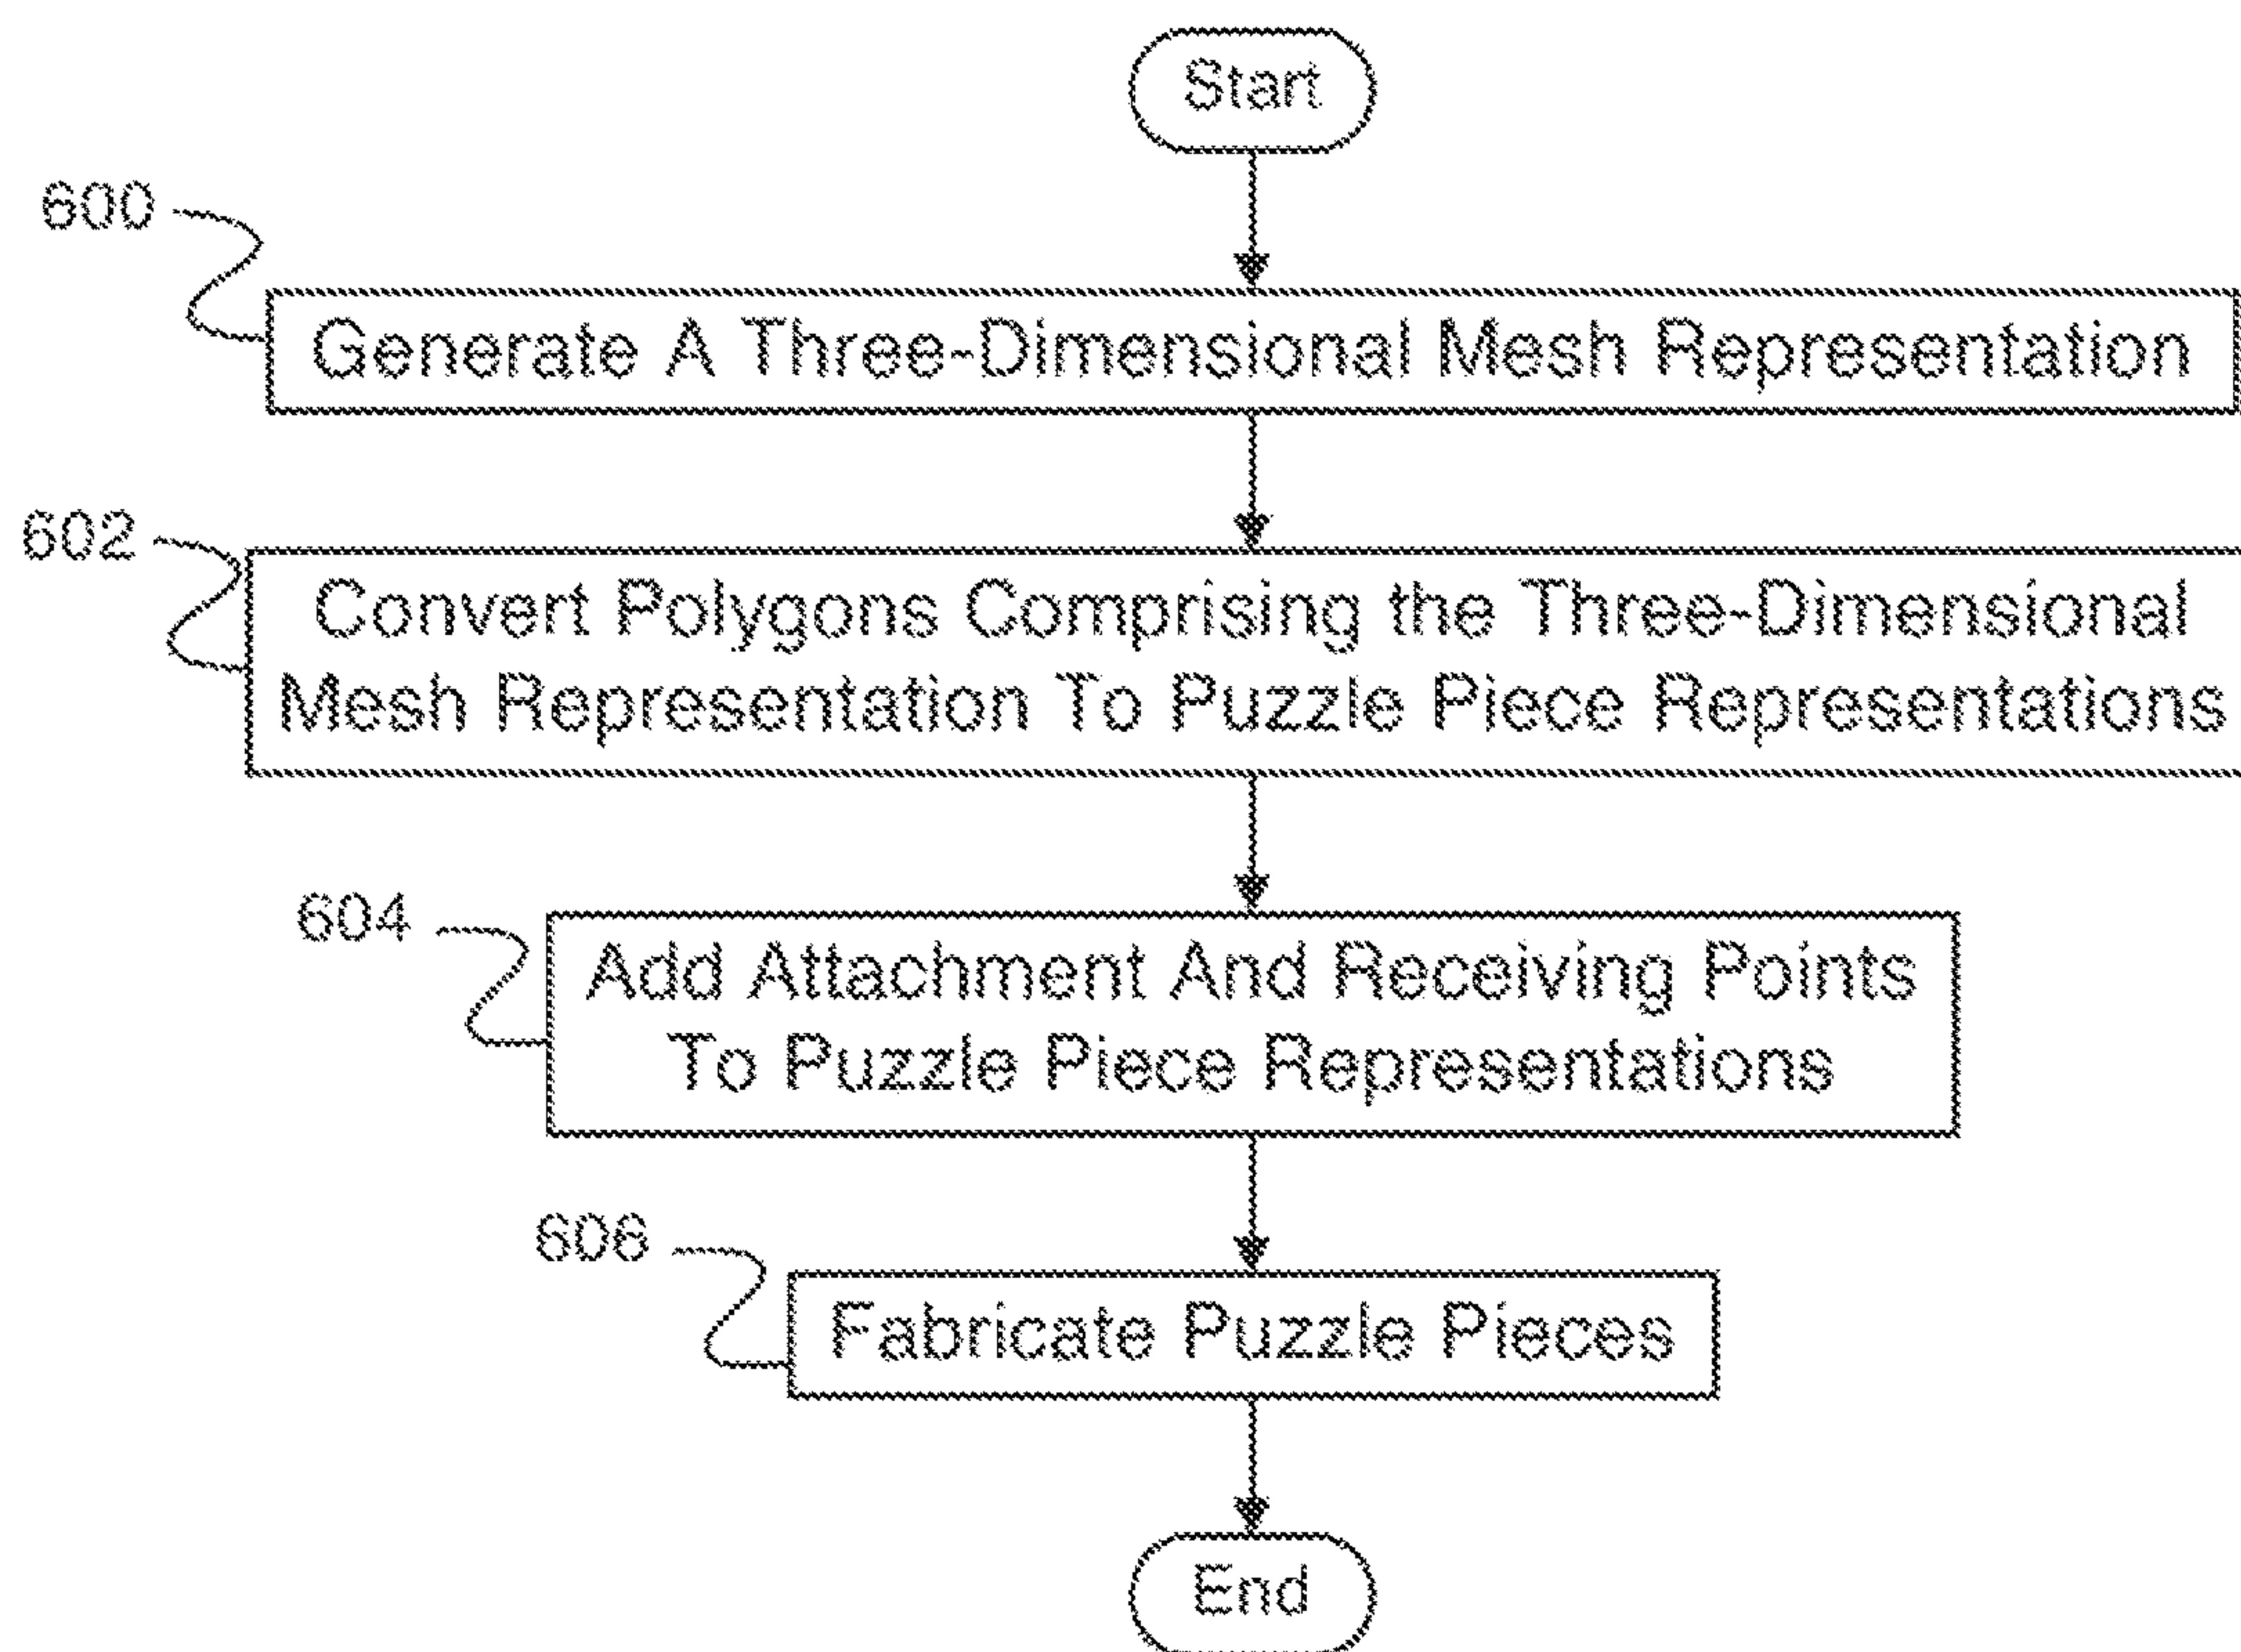 Start
600
Generate A Three-Dimensional Mesh Representation
602
Convert Polygons Comprising the Three-Dimensional
Mesh Representation To Puzzle Piece Representations
604
Add Attachment And Receiving Points
To Puzzle Piece Representations
606
Fabricate Puzzle Pieces
End